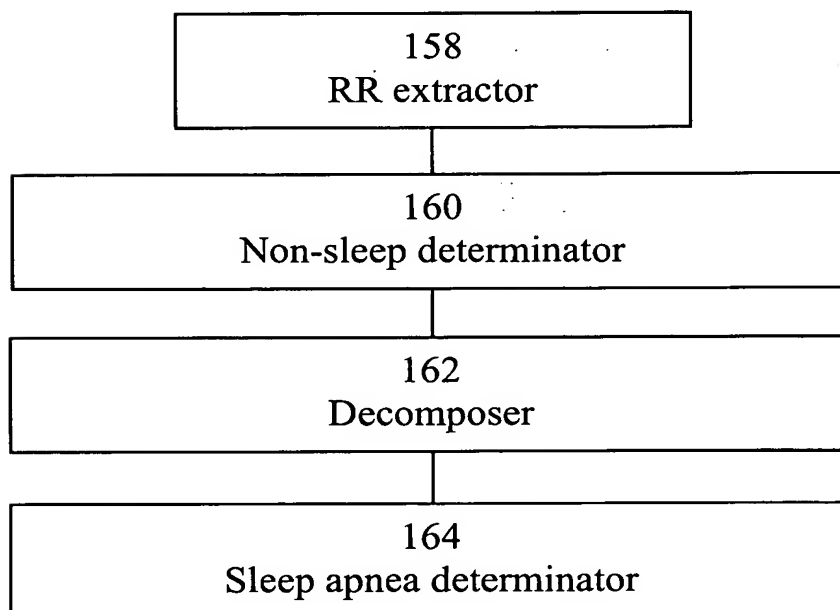 158
RR extractor
160
Non-sleep determinator
162
Decomposer
164
Sleep apnea determinator